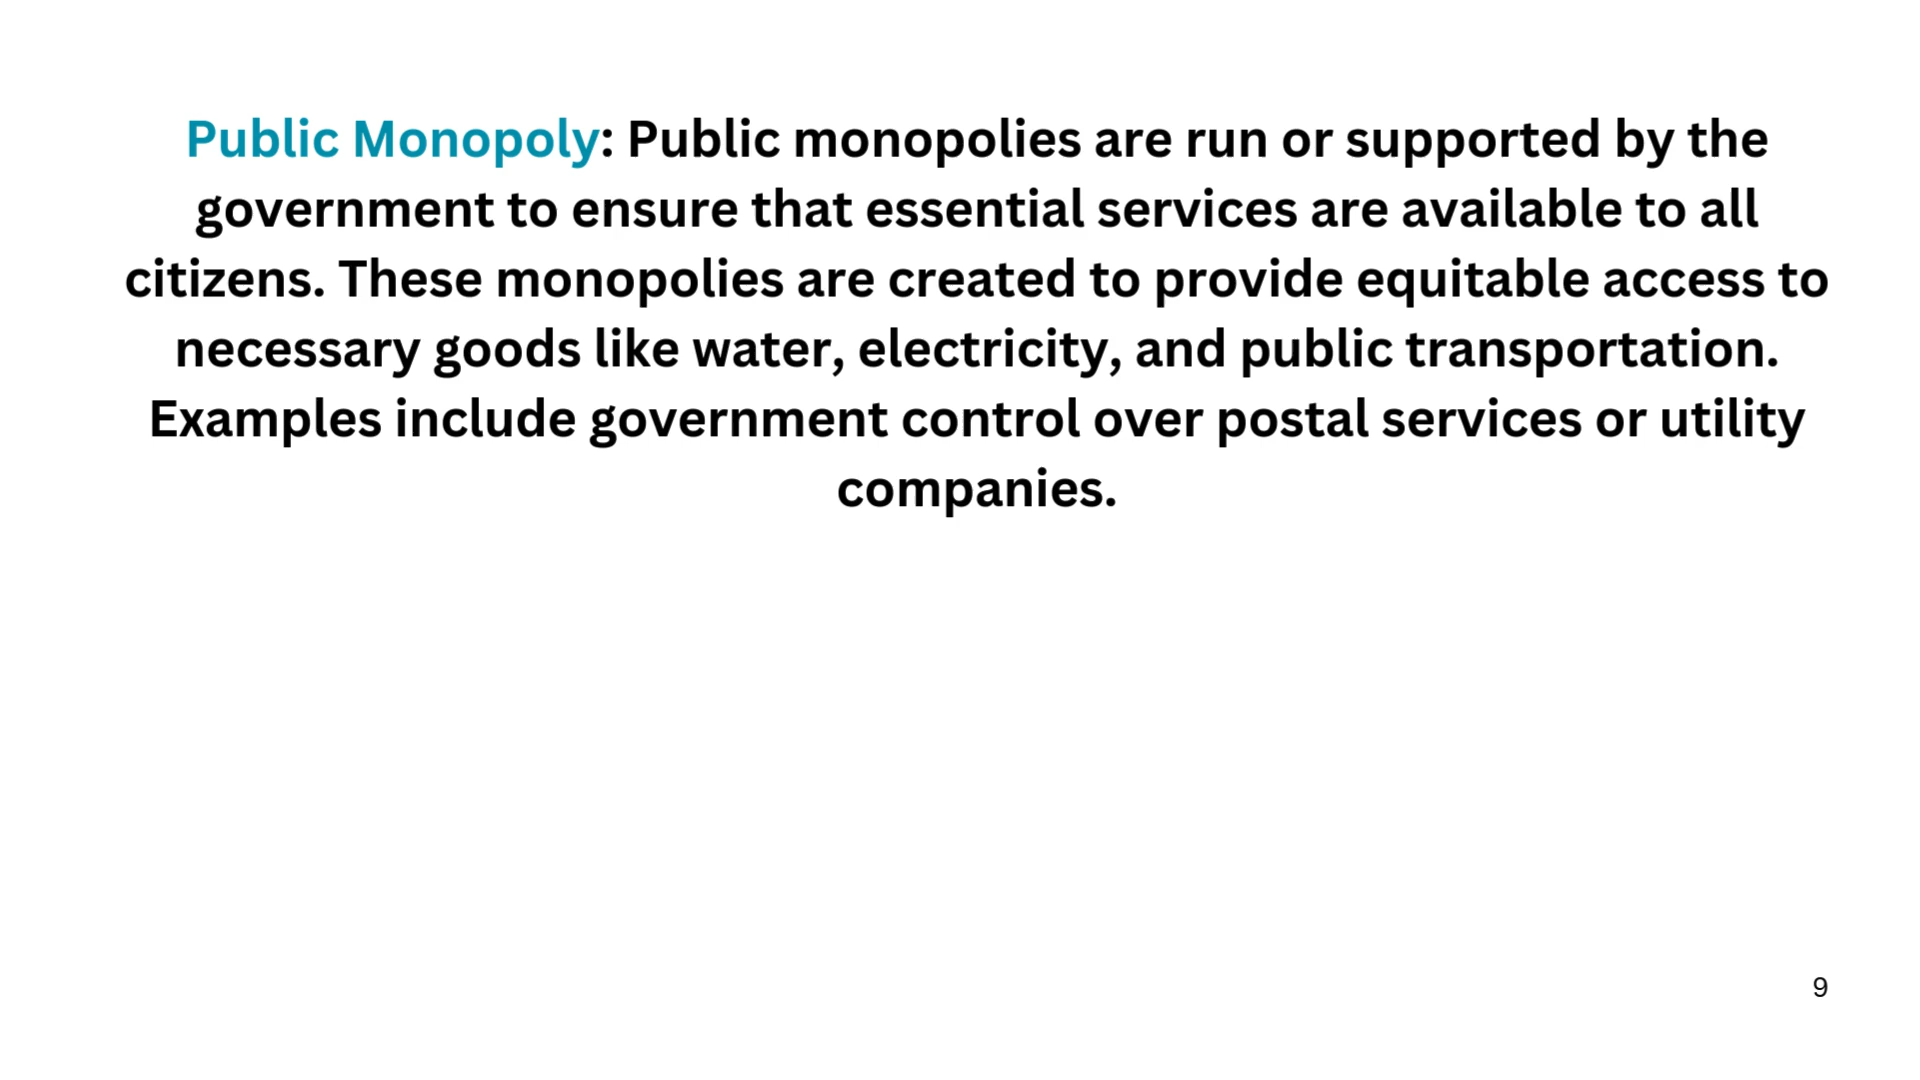 Public Monopoly: Public monopolies are run or supported by the
government to ensure that essential services are available to all
citizens. These monopolies are created to provide equitable access to
necessary goods like water, electricity, and public transportation.
Examples include government control over postal services or utility
companies.
9